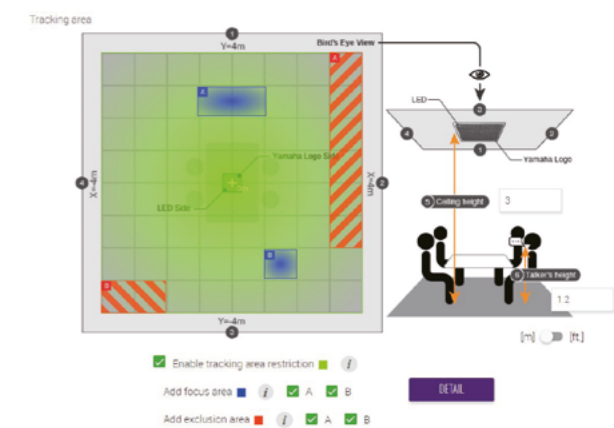 Tracking area
1
Y=4m
Bird's Eye View
A
A
LED
3
4
2
1
Yamaha Logo
Yamaha Logo Side
4
X=4m
X=4m
2
LED Side
5 Ceiling height
3
B
B
6 Talker's height
1.2
Y=4m
3
[m] [ft.]
Enable tracking area restriction i
Add focus area i A B
DETAIL
Add exclusion area i A B